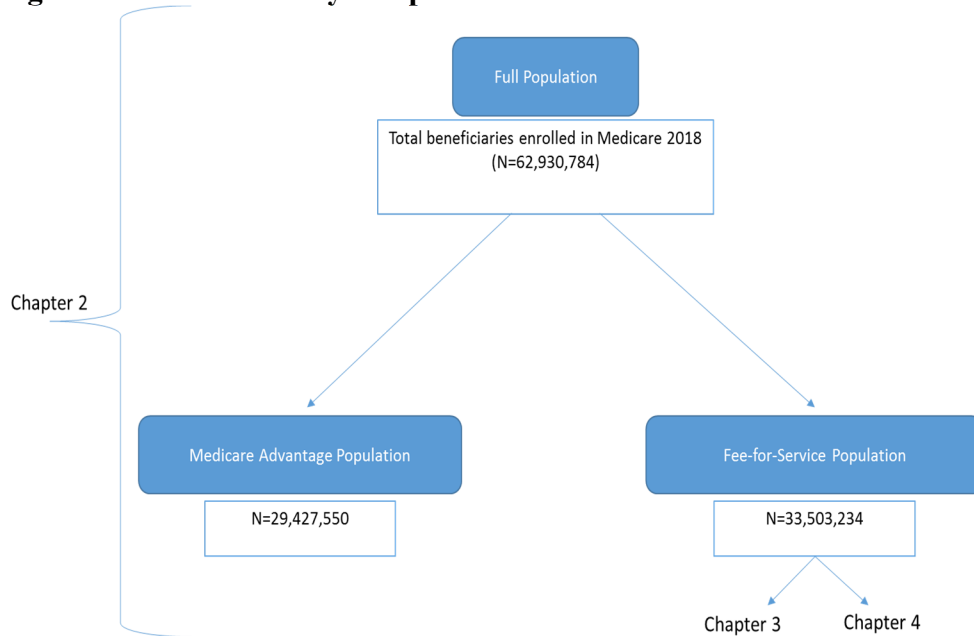 Full Population
Total beneficiaries enrolled in Medicare 2018
(N=62,930,784)
Chapter 2
Medicare Advantage Population
Fee-for-Service Population
N=29,427,550
N=33,503,234
Chapter 3
Chapter 4